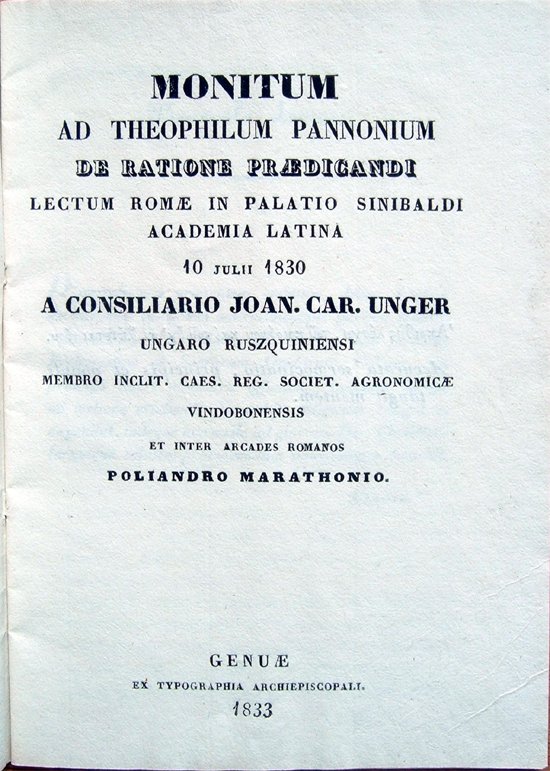 MONITUM
AD THEOPHILUM PANNONIUM
DE RATIONE PRÆDICANDI
LECTUM ROMÆ IN PALATIO SINIBALDI
ACADEMIA LATINA
10 JULII 1830
A CONSILIARIO JOAN. CAR. UNGER
UNGARO RUSZQUINIENSI
MEMBRO INCLIT. CAES. REG. SOCIET. AGRONOMICÆ
VINDOBONENSIS
ET INTER ARCADES ROMANOS
POLIANDRO MARATHONIO.
GENUÆ
EX TYPOGRAPHIA ARCHIEPISCOPALI.
1833